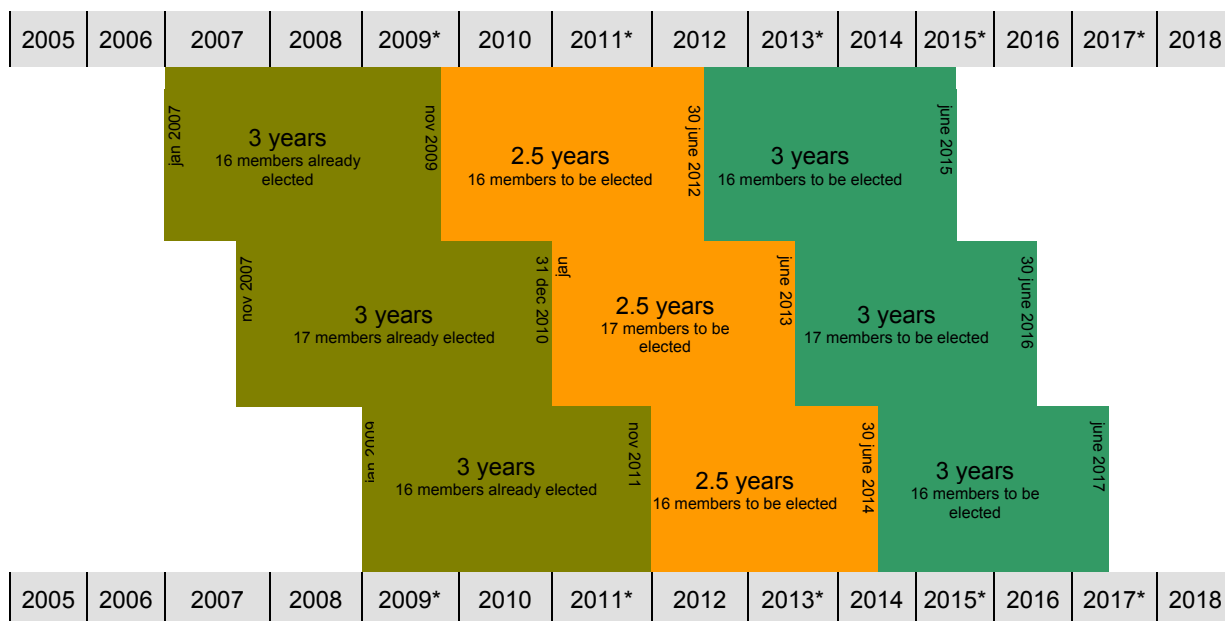 2005 2006 2007 2008 2009* 2010 2011* 2012 2013* 2014 2015* 2016 2017* 2018
jan 2007
3 years
16 members already
elected
nov 2009
2.5 years
16 members to be elected
30 june 2012
3 years
16 members to be elected
june 2015
nov 2007
3 years
17 members already elected
31 dec 2010
jan
2.5 years
17 members to be
elected
june 2013
3 years
17 members to be elected
30 june 2016
jan
3 years
16 members already elected
nov 2011
2.5 years
16 members to be elected
30 june 2014
3 years
16 members to be
elected
june 2017
2005 2006 2007 2008 2009* 2010 2011* 2012 2013* 2014 2015* 2016 2017* 2018